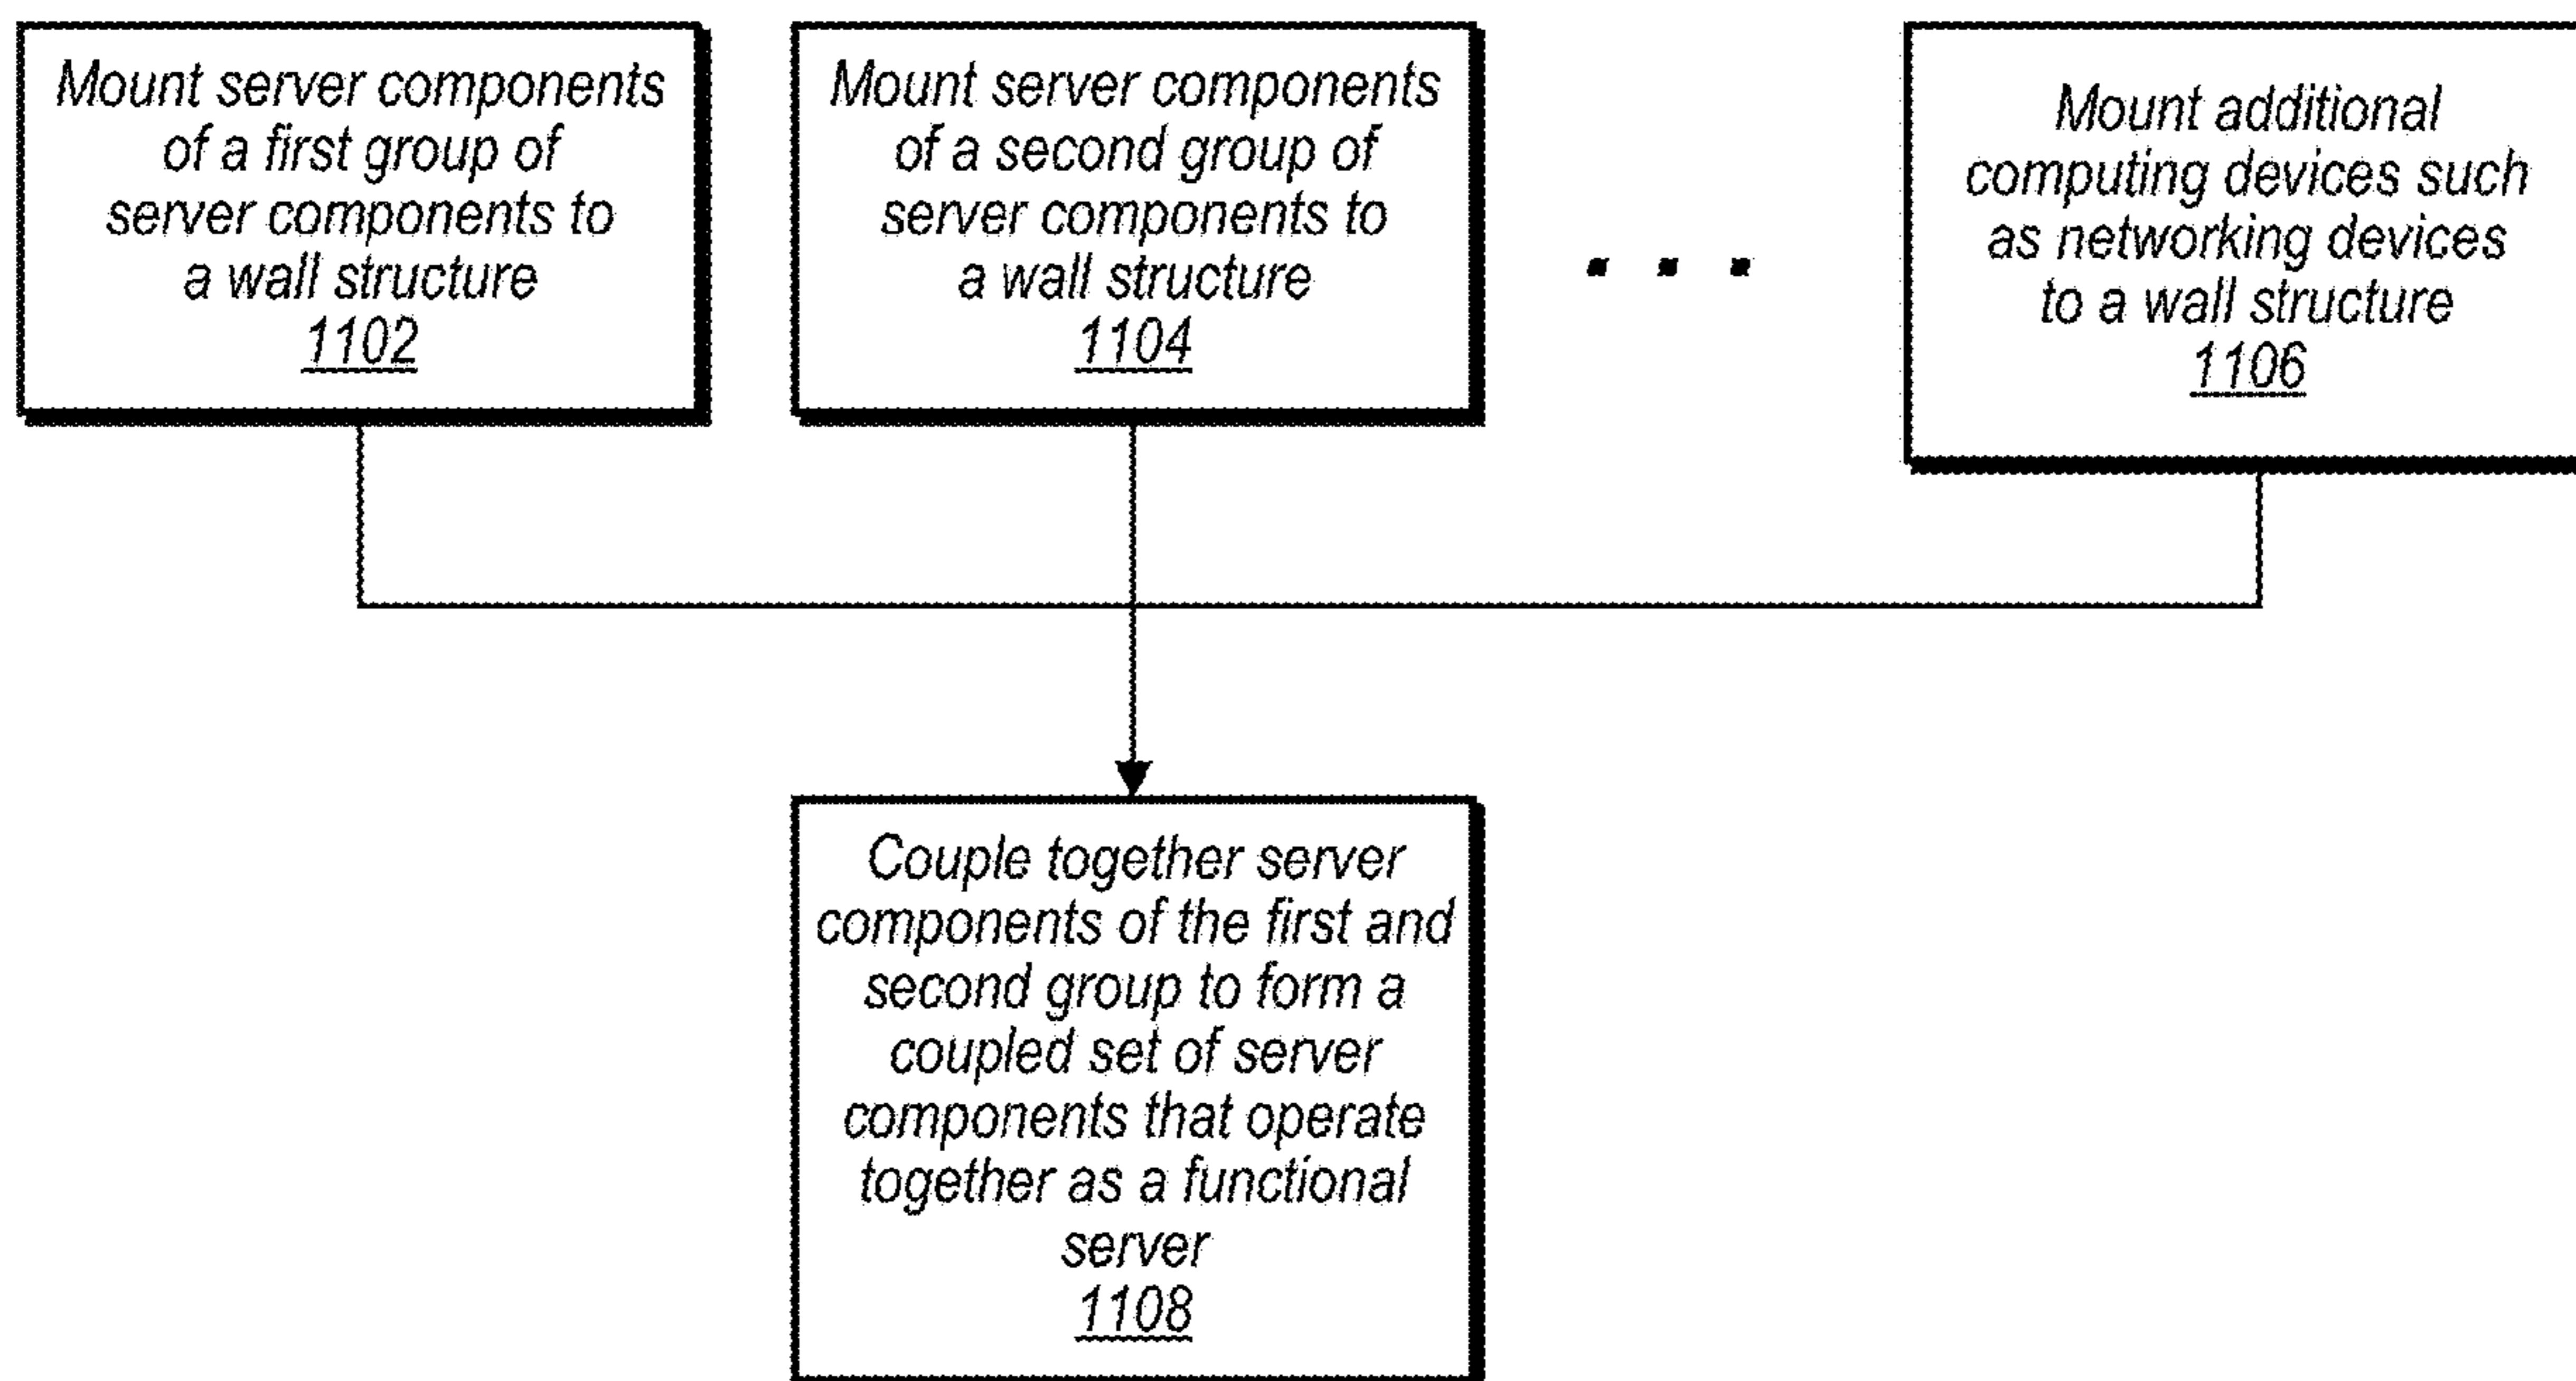 Mount server components
of a first group of
server components to
a wall structure
1102
Mount server components
of a second group of
server components to
a wall structure
1104
. . .
Mount additional
computing devices such
as networking devices
to a wall structure
1106
Couple together server
components of the first and
second group to form a
coupled set of server
components that operate
together as a functional
server
1108